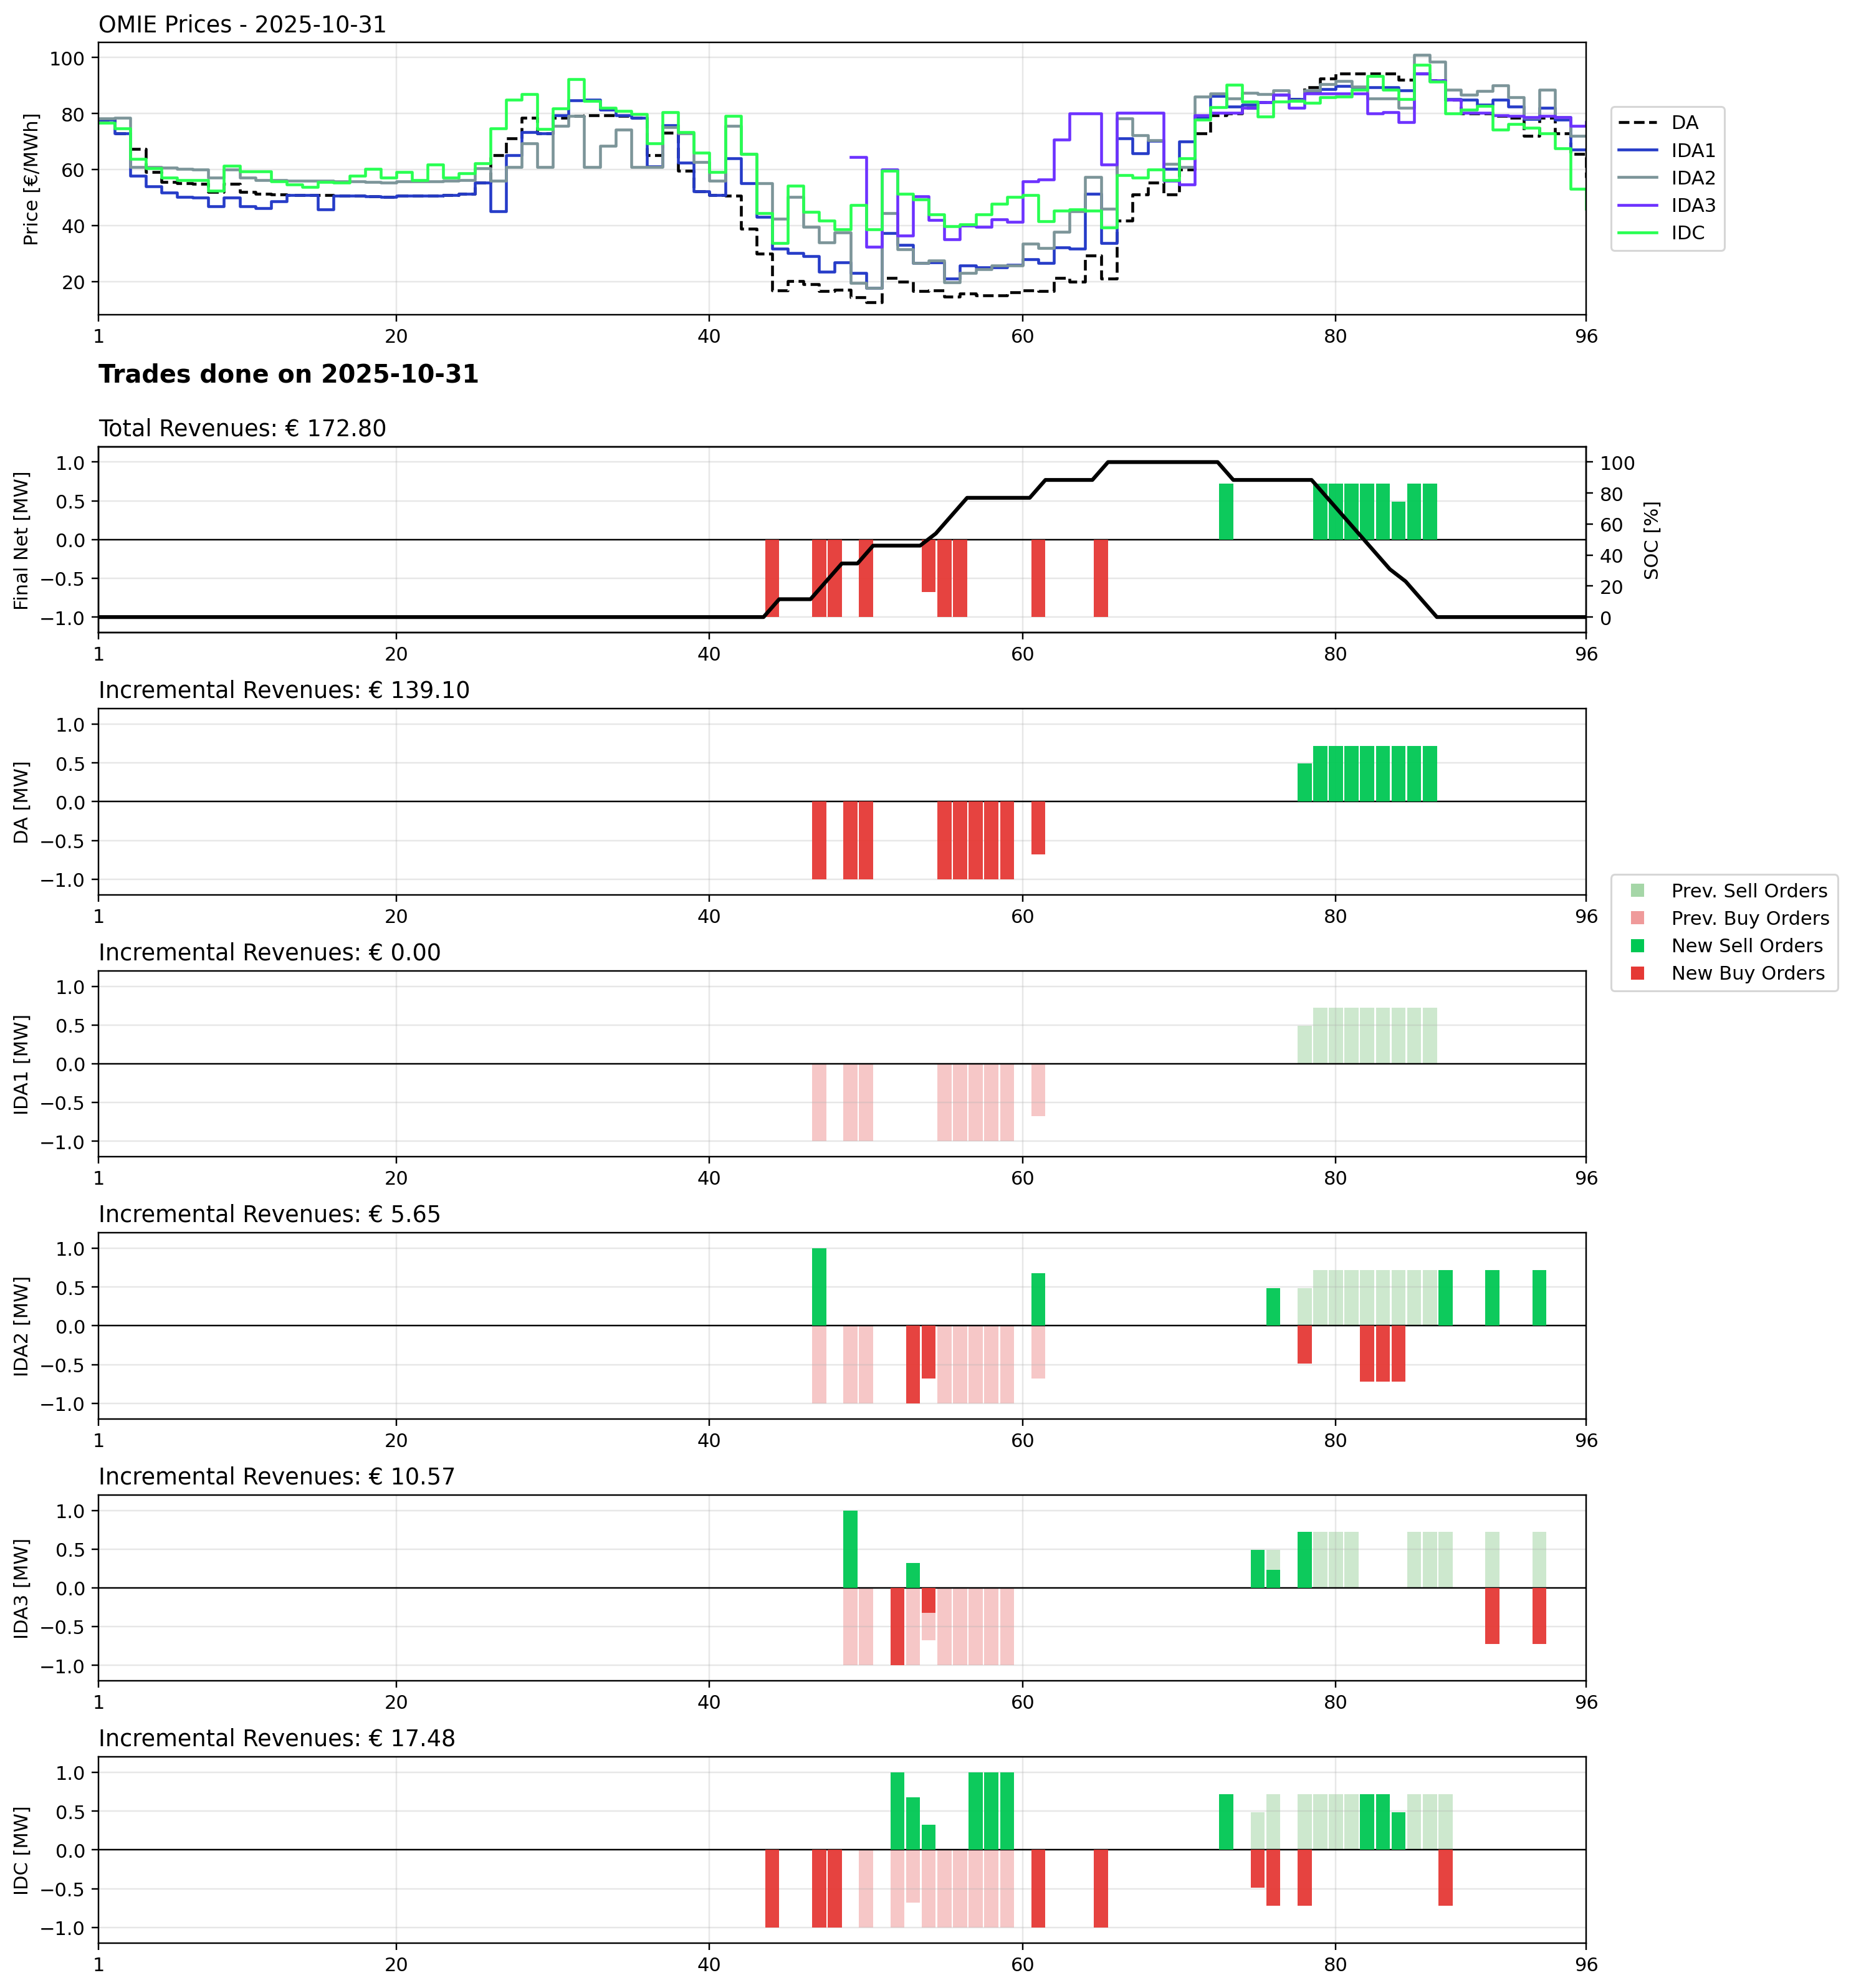 OMIE Prices - 2025-10-31
Price [€/MWh]
100
80
60
40
20
1 20 40 60 80 96
DA
IDA1
IDA2
IDA3
IDC
Trades done on 2025-10-31
Total Revenues: € 172.80
Final Net [MW]
1.0
0.5
0.0
−0.5
−1.0
100
80
60
40
20
0
SOC [%]
1 20 40 60 80 96
Incremental Revenues: € 139.10
DA [MW]
1.0
0.5
0.0
−0.5
−1.0
1 20 40 60 80 96
Prev. Sell Orders
Prev. Buy Orders
New Sell Orders
New Buy Orders
Incremental Revenues: € 0.00
IDA1 [MW]
1.0
0.5
0.0
−0.5
−1.0
1 20 40 60 80 96
Incremental Revenues: € 5.65
IDA2 [MW]
1.0
0.5
0.0
−0.5
−1.0
1 20 40 60 80 96
Incremental Revenues: € 10.57
IDA3 [MW]
1.0
0.5
0.0
−0.5
−1.0
1 20 40 60 80 96
Incremental Revenues: € 17.48
IDC [MW]
1.0
0.5
0.0
−0.5
−1.0
1 20 40 60 80 96